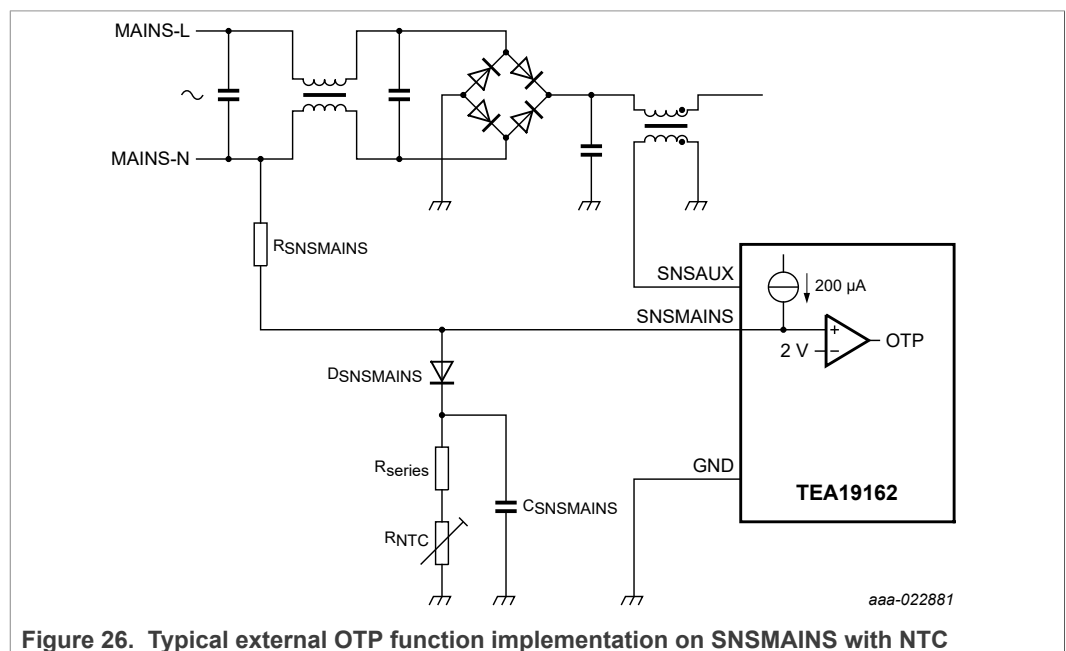 MAINS-L
MAINS-N
RSNSMAINS
SNSAUX
200 μA
SNSMAINS
2 V
OTP
DSNSMAINS
Rseries
GND
TEA19162
CSNSMAINS
RNTC
aaa-022881
Figure 26. Typical external OTP function implementation on SNSMAINS with NTC